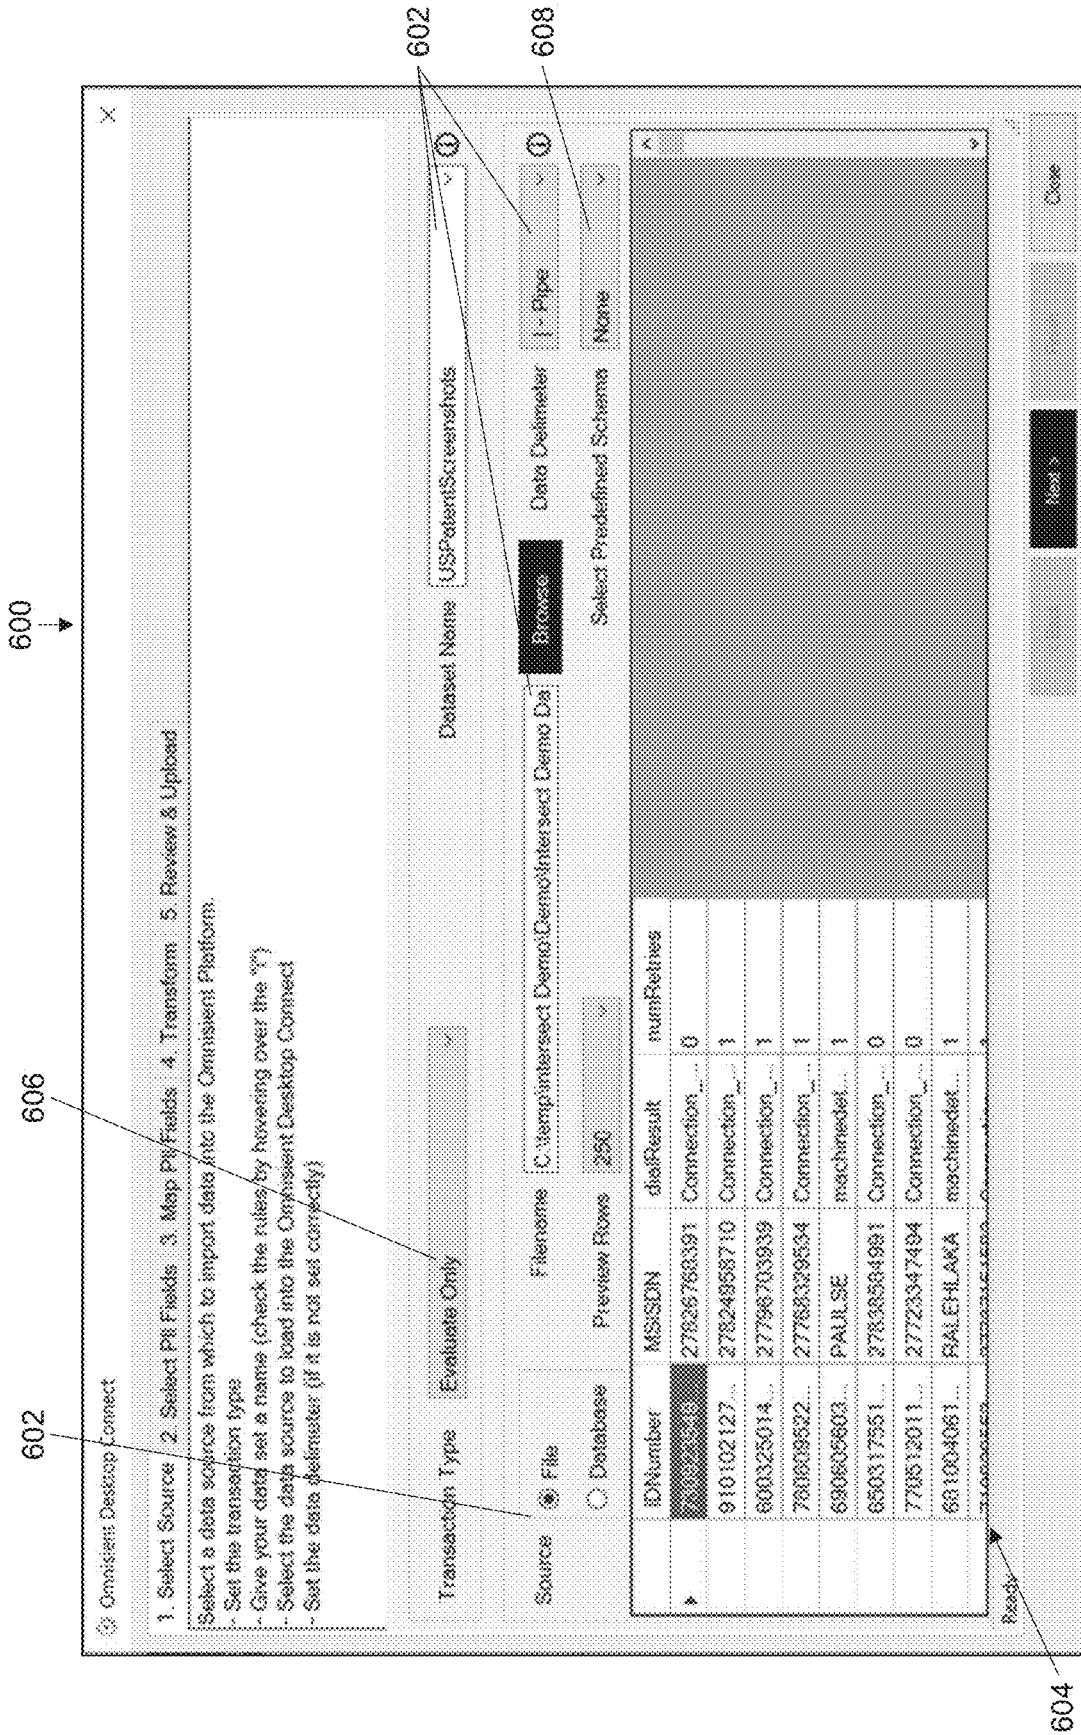 600
606
602
602
608
604
Omnisient Desktop Connect
1. Select Source 2. Select PII Fields 3. Map PII Fields 4. Transform 5. Review & Upload
Select a data source from which to import data into the Omnisient Platform.
- Set the transaction type
- Give your data set a name (check the rules by hovering over the "i")
- Select the data source to load into the Omnisient Desktop Connect
- Set the data delimeter (if it is not set correctly)
Transaction Type Evaluate Only Dataset Name USPatentScreenshots
Source File Filename C:\temp\Intersect Demo\Demo\Intersect Demo Da Browse Data Delimeter | - Pipe
Database Preview Rows 250 Select Predefined Schema None
IDNumber MSISDN dialResult numRetries
27826768391 Connection_... 0
910102127... 27824958710 Connection_... 1
800325014... 27796703939 Connection_... 1
780609522... 27768329534 Connection_... 1
690605603... PAULSE machinedet... 1
650317551... 27838584991 Connection_... 0
770512011... 27723347494 Connection_... 0
681004061... RALEHLAKA machinedet... 1
Ready
Next > Close